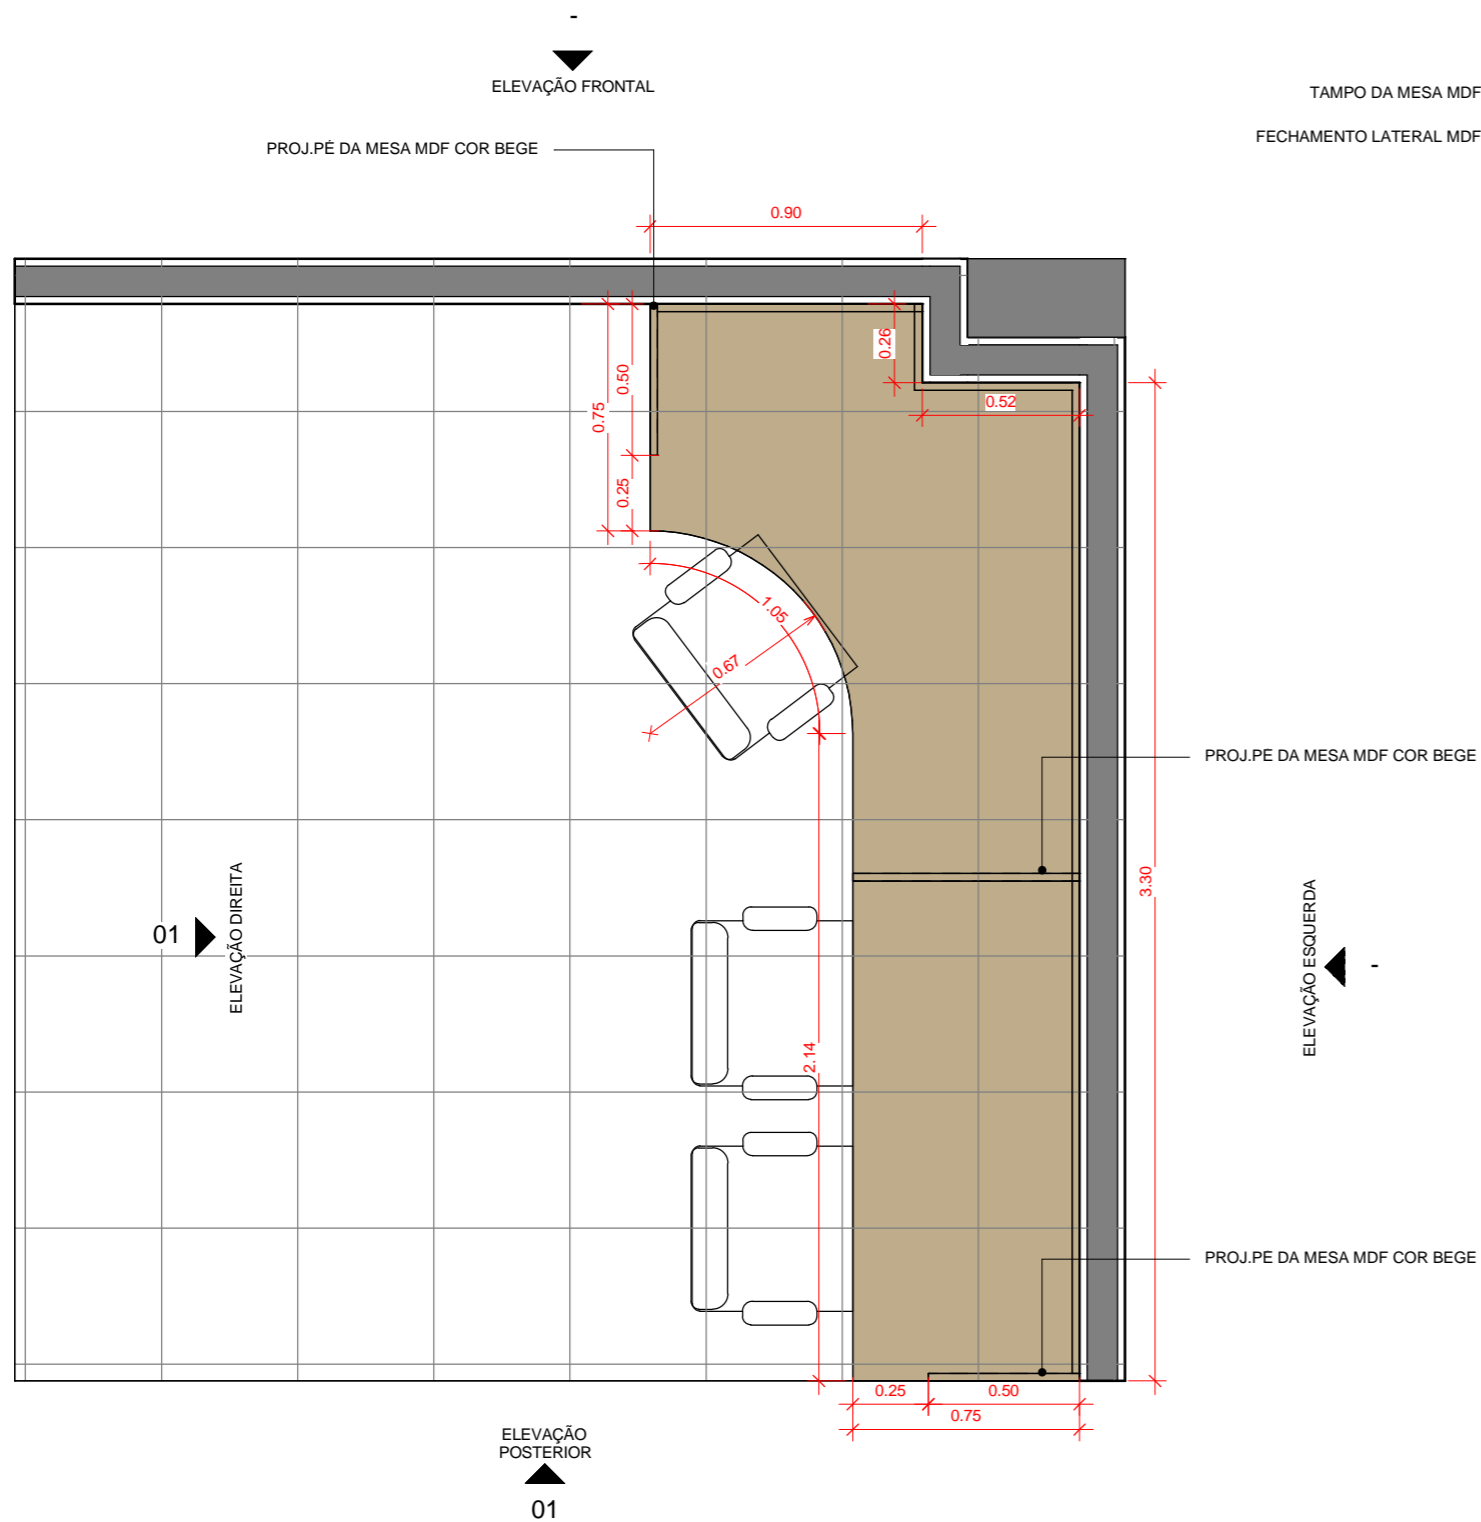 -
ELEVAÇÃO FRONTAL
TAMPO DA MESA MDF
FECHAMENTO LATERAL MDF
PROJ.PÉ DA MESA MDF COR BEGE
0.90
0.26
0.50
0.75
0.52
0.25
1.05
0.67
PROJ.PÉ DA MESA MDF COR BEGE
3.30
01
ELEVAÇÃO DIREITA
ELEVAÇÃO ESQUERDA
-
2.14
PROJ.PÉ DA MESA MDF COR BEGE
0.25
0.50
0.75
ELEVAÇÃO
POSTERIOR
01